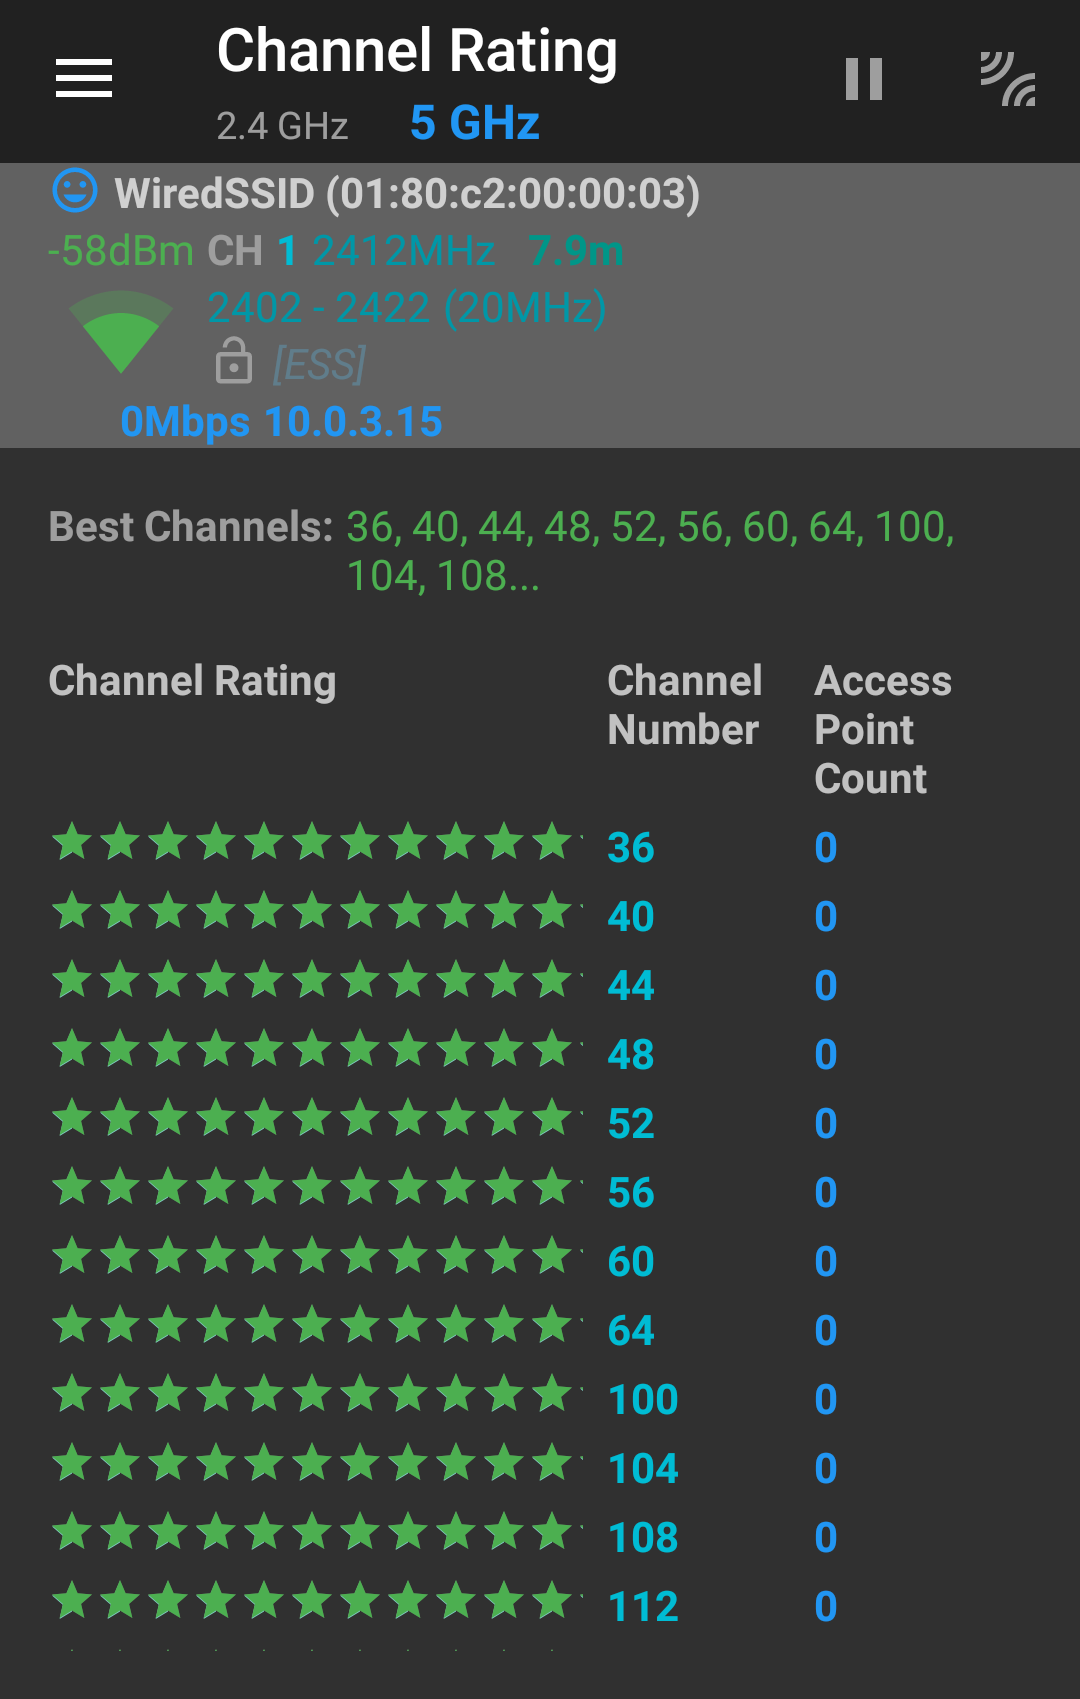 Channel Rating
2.4 GHz 5 GHz
WiredSSID (01:80:c2:00:00:03)
-58dBm CH 1 2412MHz 7.9m
2402 - 2422 (20MHz)
[ESS]
0Mbps 10.0.3.15
Best Channels: 36, 40, 44, 48, 52, 56, 60, 64, 100,
104, 108...
Channel Rating Channel Access
Number Point
Count
36 0
40 0
44 0
48 0
52 0
56 0
60 0
64 0
100 0
104 0
108 0
112 0